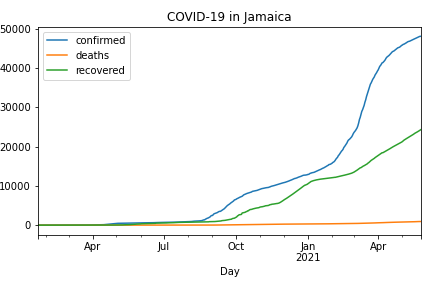 COVID-19 in Jamaica
50000
40000
30000
20000
10000
0
confirmed
deaths
recovered
Apr
Jul
Oct
Jan
2021
Apr
Day